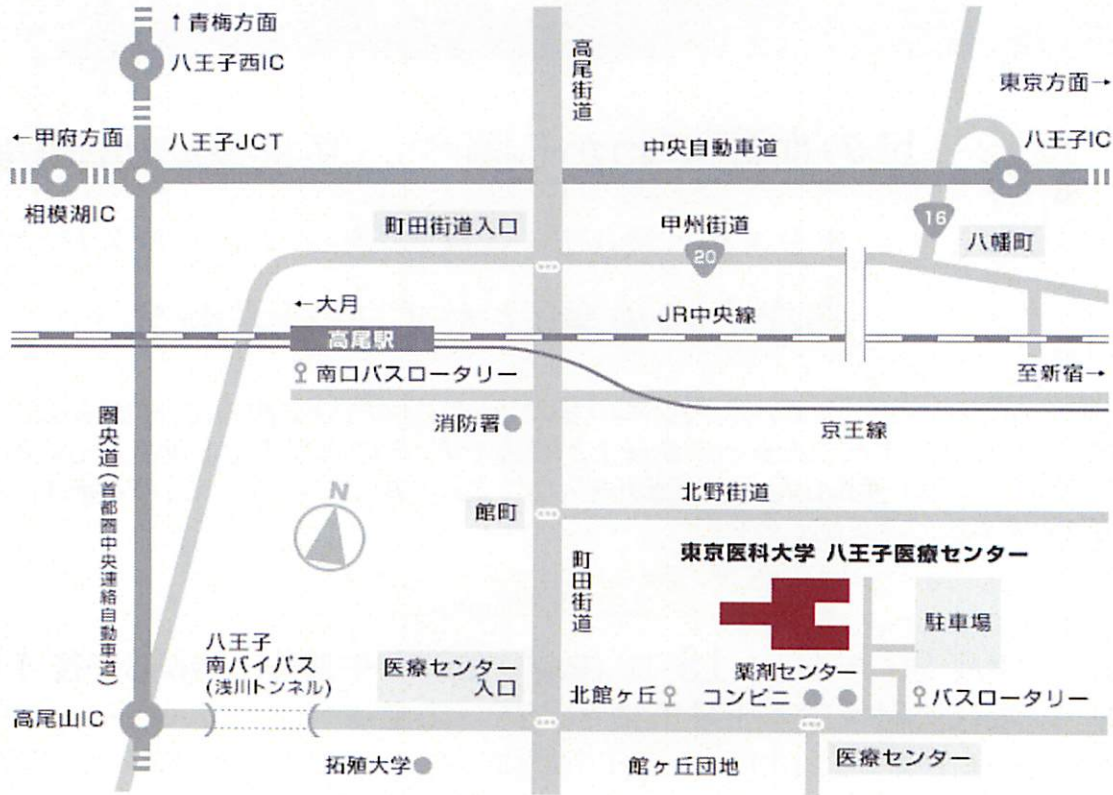 ↑青梅方面
八王子西IC
高尾街道
東京方面→
←甲府方面
八王子JCT
中央自動車道
八王子IC
相模湖IC
町田街道入口
甲州街道
16
八幡町
20
←大月
JR中央線
高尾駅
南口バスロータリー
至新宿→
消防署
京王線
圏央道(首都圏中央連絡自動車道)
N
館町
北野街道
町田街道
東京医科大学 八王子医療センター
駐車場
八王子
南バイパス
(浅川トンネル)
医療センター
入口
薬剤センター
北館ヶ丘
コンビニ
バスロータリー
高尾山IC
拓殖大学
館ヶ丘団地
医療センター